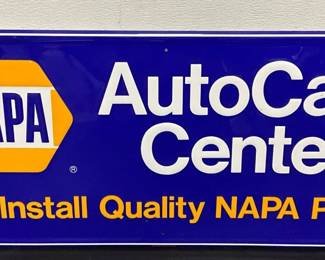 APA ®
AutoCa
Cente
Install Quality NAPA P